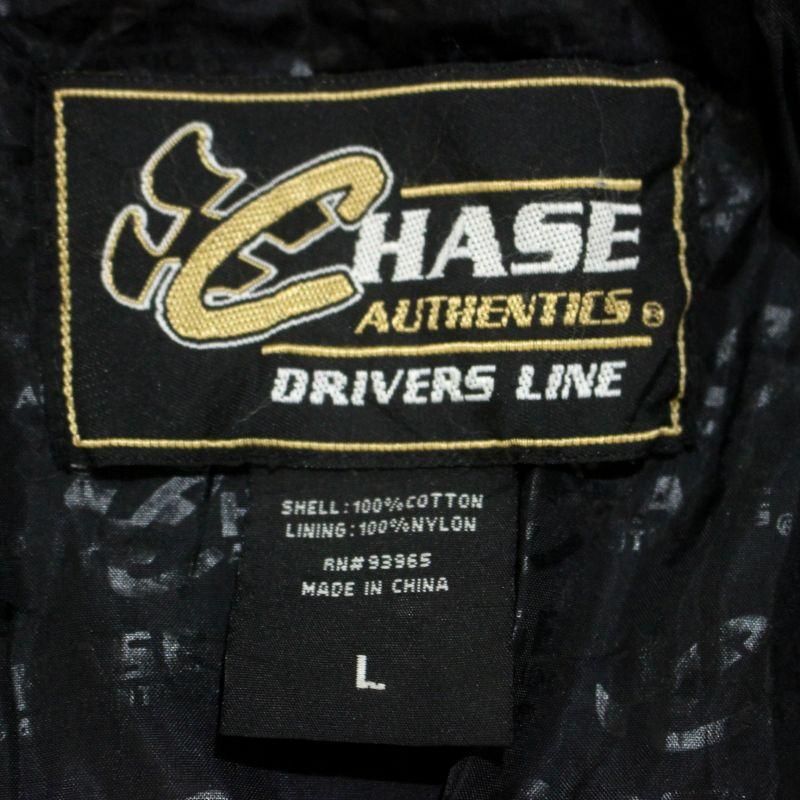 CHASE
AUTHENTICS®
DRIVERS LINE
SHELL:100%COTTON
LINING:100%NYLON
RN#93965
MADE IN CHINA
L